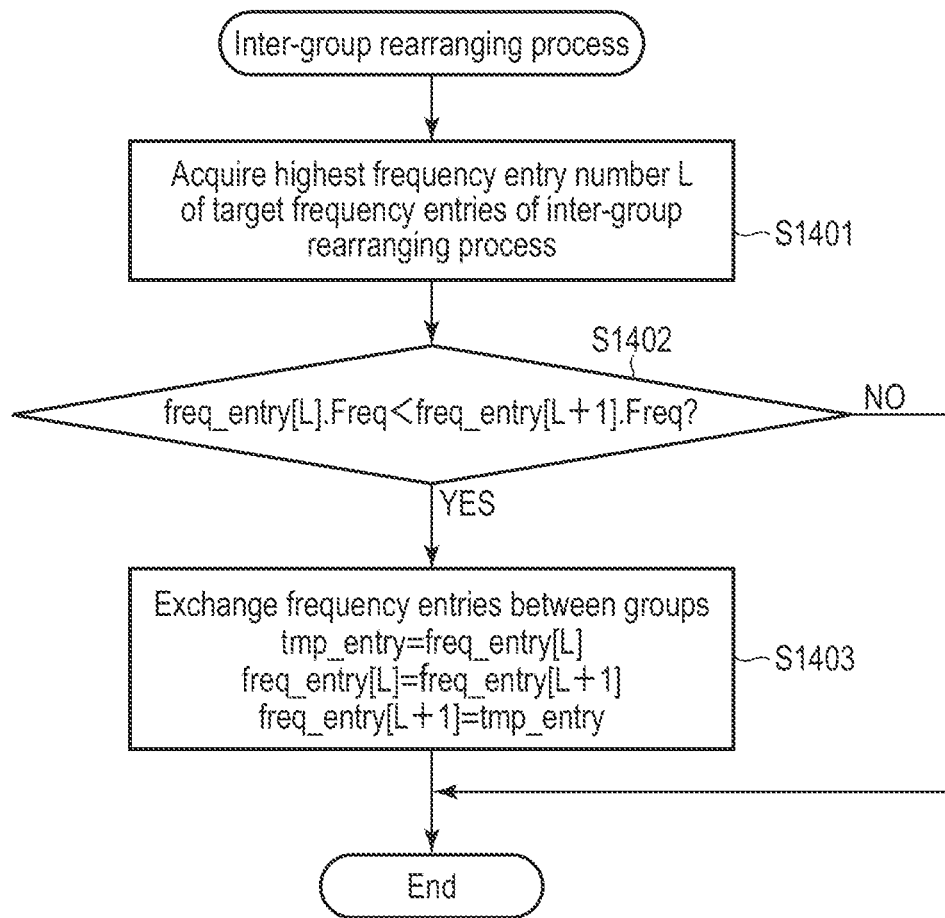 Inter-group rearranging process
Acquire highest frequency entry number L
of target frequency entries of inter-group
rearranging process
S1401
S1402
freq_entry[L].Freq<freq_entry[L+1].Freq?
NO
YES
Exchange frequency entries between groups
tmp_entry=freq_entry[L]
freq_entry[L]=freq_entry[L+1]
freq_entry[L+1]=tmp_entry
S1403
End